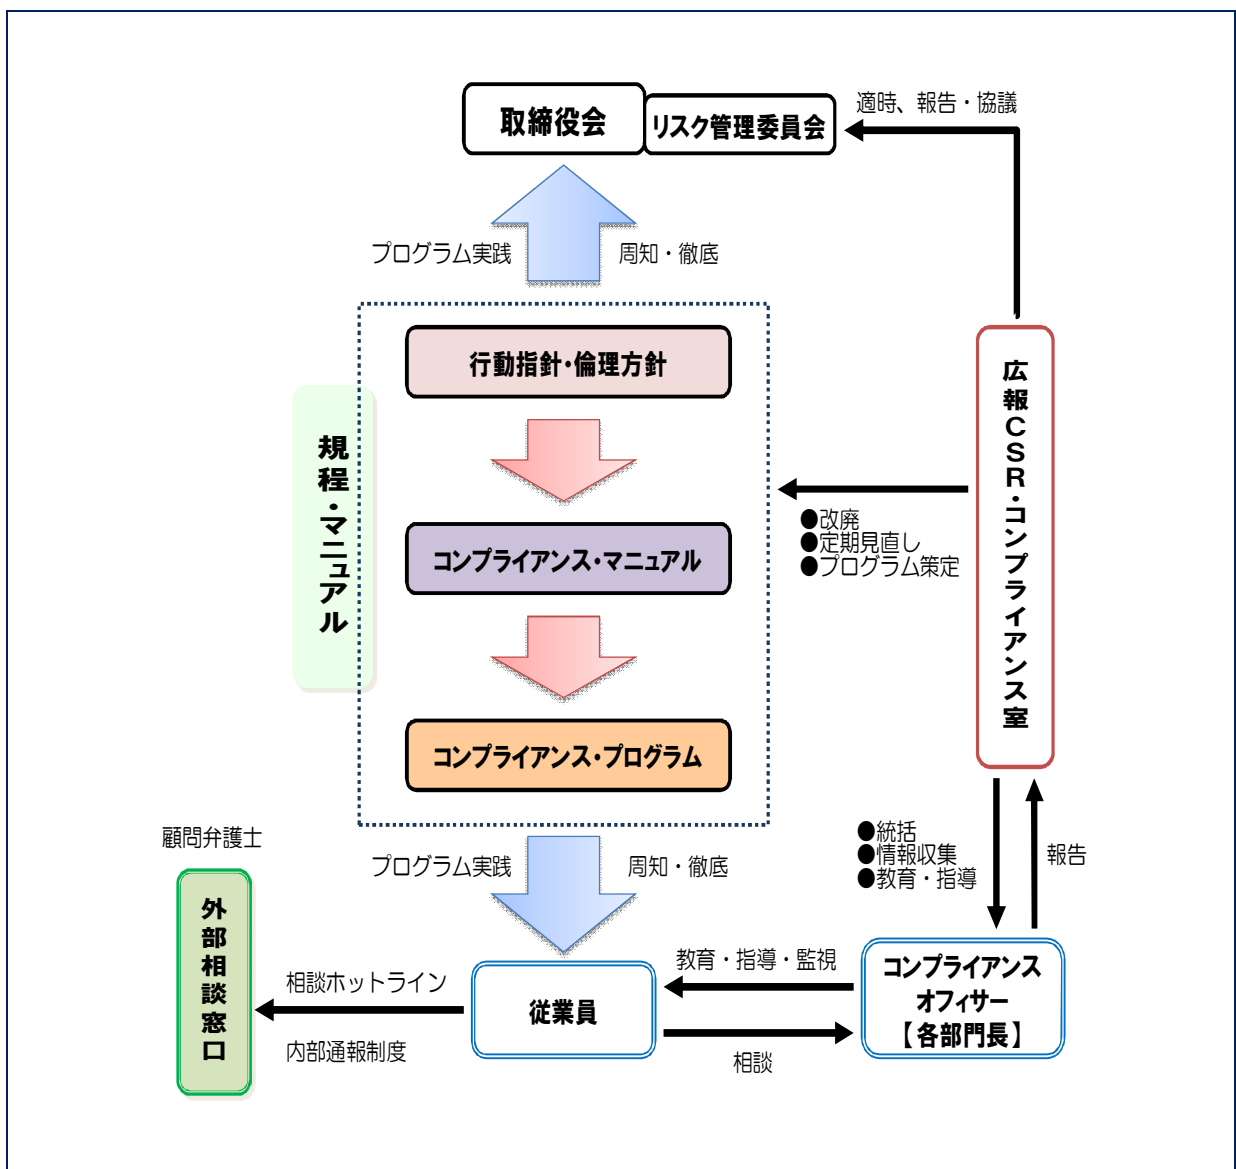 取締役会
リスク管理委員会
適時、報告・協議
プログラム実践
周知・徹底
行動指針・倫理方針
規程・マニュアル
コンプライアンス・マニュアル
コンプライアンス・プログラム
広報CSR・コンプライアンス室
●改廃
●定期見直し
●プログラム策定
●統括
●情報収集
●教育・指導
報告
プログラム実践
周知・徹底
顧問弁護士
外部相談窓口
相談ホットライン
内部通報制度
従業員
教育・指導・監視
相談
コンプライアンス
オフィサー
【各部門長】